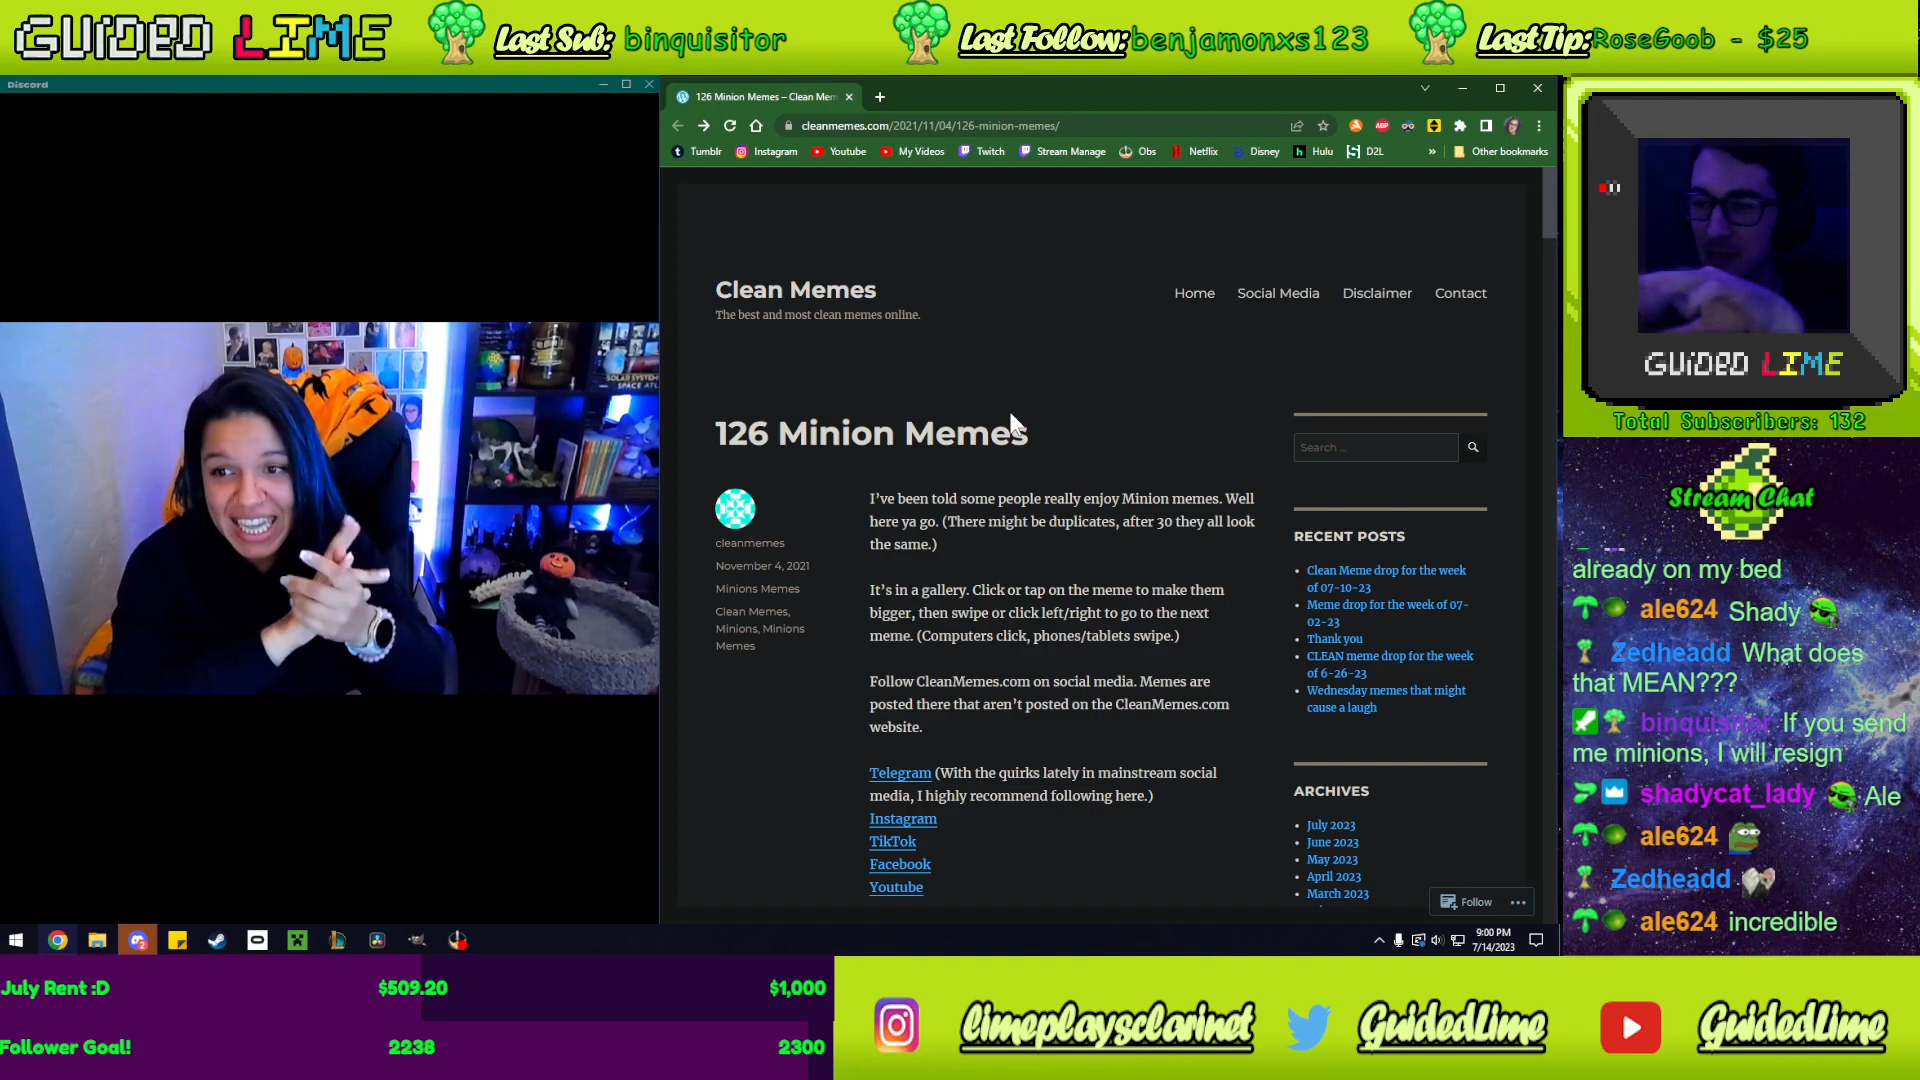 GUIDED LIME
Last Sub: binquisitor
Last Follow: benjamonxs123
Last Tip: RoseGoob - $25
Discord
126 Minion Memes – Clean Mem
cleanmemes.com/2021/11/04/126-minion-memes/
Tumblr
Instagram
Youtube
My Videos
Twitch
Stream Manage
Obs
Netflix
Disney
Hulu
D2L
»
Other bookmarks
Clean Memes
The best and most clean memes online.
Home
Social Media
Disclaimer
Contact
126 Minion Memes
cleanmemes
November 4, 2021
Minions Memes
Clean Memes,
Minions, Minions
Memes
I’ve been told some people really enjoy Minion memes. Well
here ya go. (There might be duplicates, after 30 they all look
the same.)
It’s in a gallery. Click or tap on the meme to make them
bigger, then swipe or click left/right to go to the next
meme. (Computers click, phones/tablets swipe.)
Follow CleanMemes.com on social media. Memes are
posted there that aren’t posted on the CleanMemes.com
website.
Telegram (With the quirks lately in mainstream social
media, I highly recommend following here.)
Instagram
TikTok
Facebook
Youtube
Search …
RECENT POSTS
Clean Meme drop for the week
of 07-10-23
Meme drop for the week of 07-
02-23
Thank you
CLEAN meme drop for the week
of 6-26-23
Wednesday memes that might
cause a laugh
ARCHIVES
July 2023
June 2023
May 2023
April 2023
March 2023
Follow
SOLAR SYSTEM
SPACE ATL
9:00 PM
7/14/2023
GUIDED LIME
Total Subscribers: 132
Stream Chat
already on my bed
ale624 Shady
Zedheadd What does
that MEAN???
binquisitor If you send
me minions, I will resign
shadycat_lady Ale
ale624
Zedheadd
ale624 incredible
July Rent :D $509.20 $1,000
Follower Goal! 2238 2300
limeplaysclarinet
GuidedLime
GuidedLime